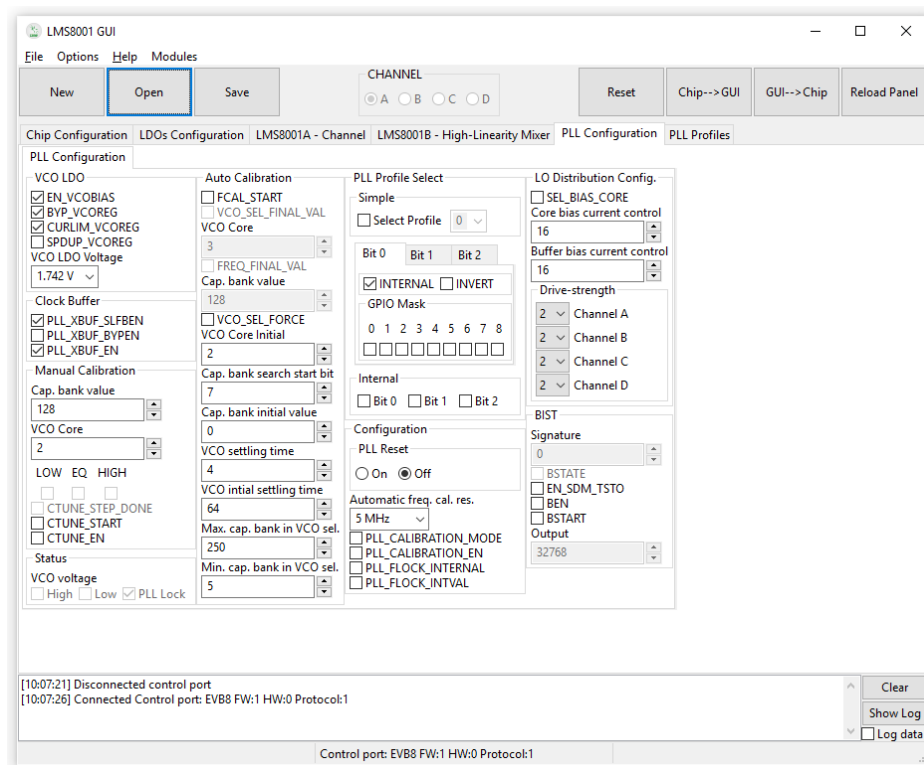 LMS8001 GUI
File Options Help Modules
New Open Save
CHANNEL
A B C D
Reset Chip-->GUI GUI-->Chip Reload Panel
Chip Configuration LDOs Configuration LMS8001A - Channel LMS8001B - High-Linearity Mixer PLL Configuration PLL Profiles
PLL Configuration
VCO LDO
EN_VCOBIAS
BYP_VCOREG
CURLIM_VCOREG
SPDUP_VCOREG
VCO LDO Voltage
1.742 V
Clock Buffer
PLL_XBUF_SLFBEN
PLL_XBUF_BYPEN
PLL_XBUF_EN
Manual Calibration
Cap. bank value
128
VCO Core
2
LOW EQ HIGH
CTUNE_STEP_DONE
CTUNE_START
CTUNE_EN
Status
VCO voltage
High Low PLL Lock
Auto Calibration
FCAL_START
VCO_SEL_FINAL_VAL
VCO Core
3
FREQ_FINAL_VAL
Cap. bank value
128
VCO_SEL_FORCE
VCO Core Initial
2
Cap. bank search start bit
7
Cap. bank initial value
0
VCO settling time
4
VCO intial settling time
64
Max. cap. bank in VCO sel.
250
Min. cap. bank in VCO sel.
5
PLL Profile Select
Simple
Select Profile 0
Bit 0 Bit 1 Bit 2
INTERNAL INVERT
GPIO Mask
0 1 2 3 4 5 6 7 8
Internal
Bit 0 Bit 1 Bit 2
Configuration
PLL Reset
On Off
Automatic freq. cal. res.
5 MHz
PLL_CALIBRATION_MODE
PLL_CALIBRATION_EN
PLL_FLOCK_INTERNAL
PLL_FLOCK_INTVAL
LO Distribution Config.
SEL_BIAS_CORE
Core bias current control
16
Buffer bias current control
16
Drive-strength
2 Channel A
2 Channel B
2 Channel C
2 Channel D
BIST
Signature
0
BSTATE
EN_SDM_TSTO
BEN
BSTART
Output
32768
[10:07:21] Disconnected control port
[10:07:26] Connected Control port: EVB8 FW:1 HW:0 Protocol:1
Clear
Show Log
Log data
Control port: EVB8 FW:1 HW:0 Protocol:1